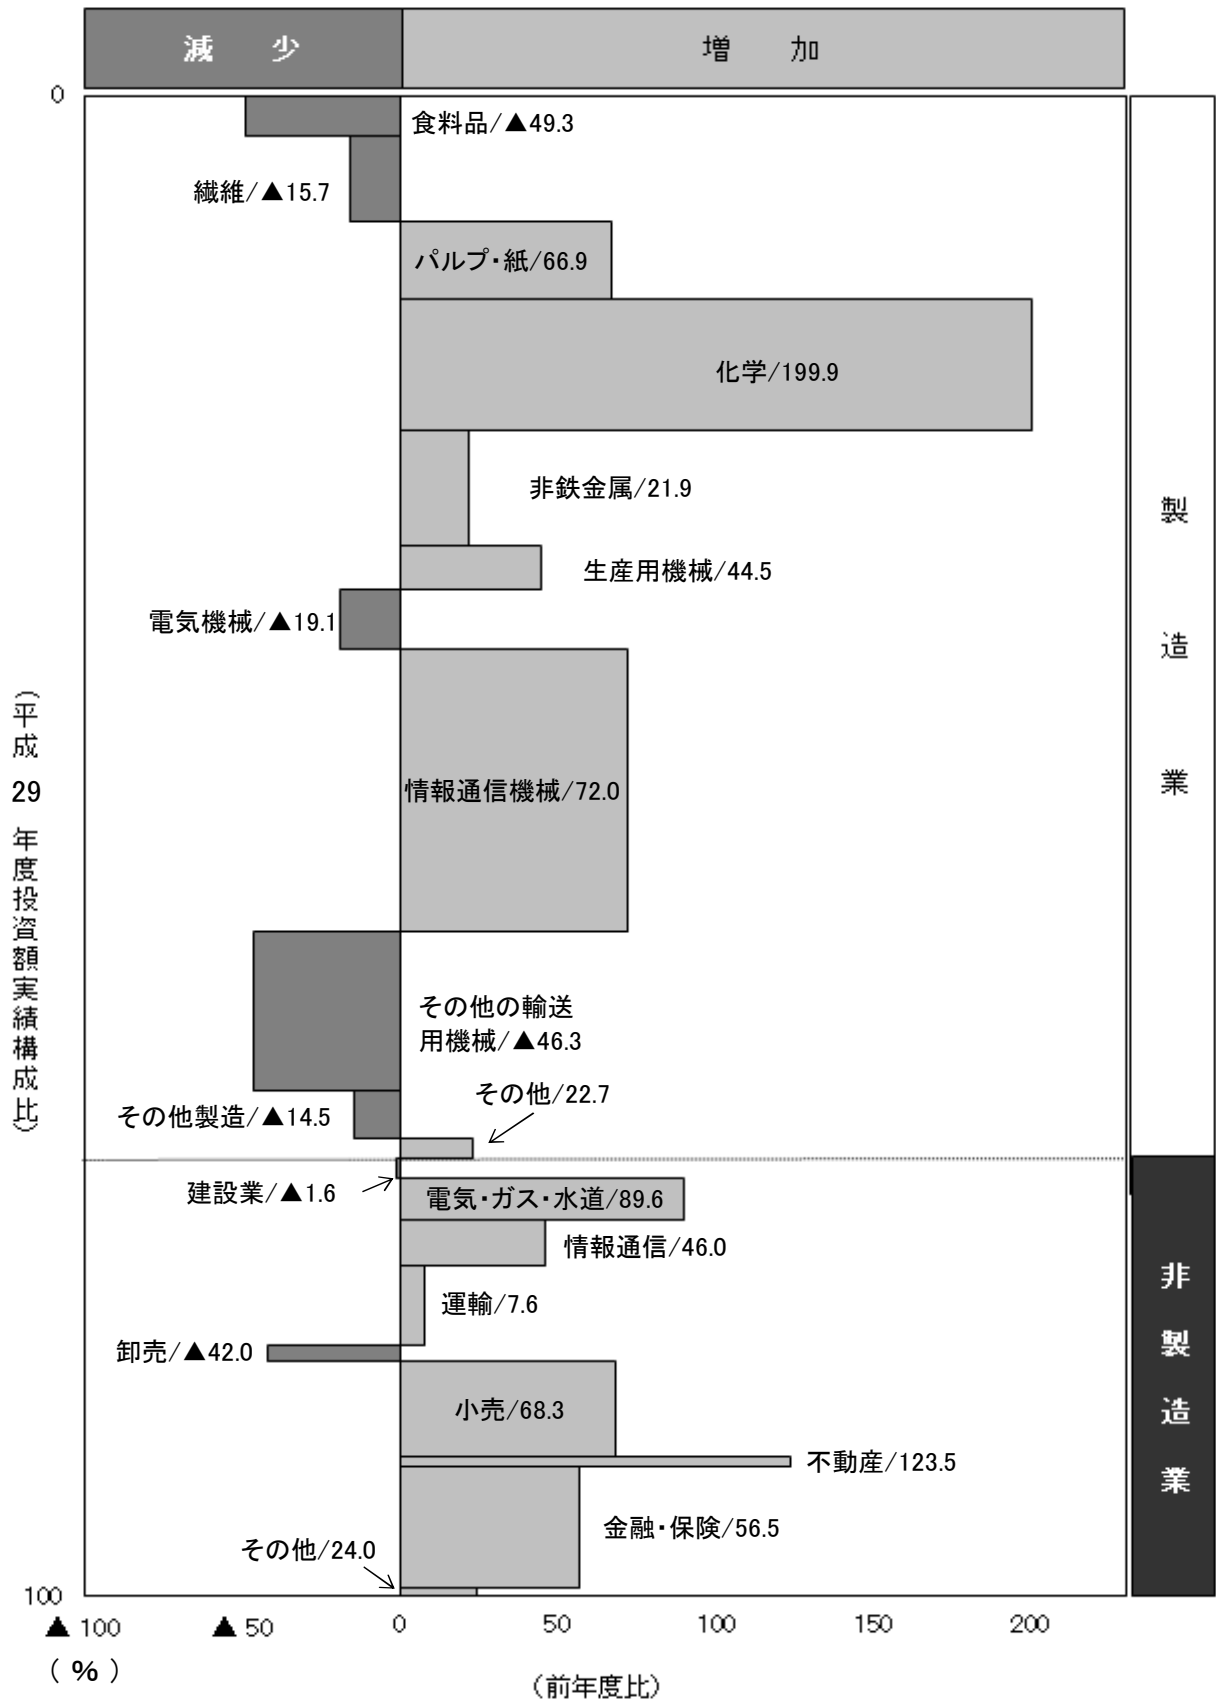 減 少
増 加
0
食料品/▲49.3
繊維/▲15.7
パルプ・紙/66.9
化学/199.9
非鉄金属/21.9
生産用機械/44.5
電気機械/▲19.1
情報通信機械/72.0
その他の輸送
用機械/▲46.3
その他/22.7
その他製造/▲14.5
建設業/▲1.6
電気・ガス・水道/89.6
情報通信/46.0
運輸/7.6
卸売/▲42.0
小売/68.3
不動産/123.5
金融・保険/56.5
その他/24.0
100
▲ 100
▲ 50
0
50
100
150
200
( % )
(前年度比)
(平成29年度投資額実績構成比)
製造業
非製造業